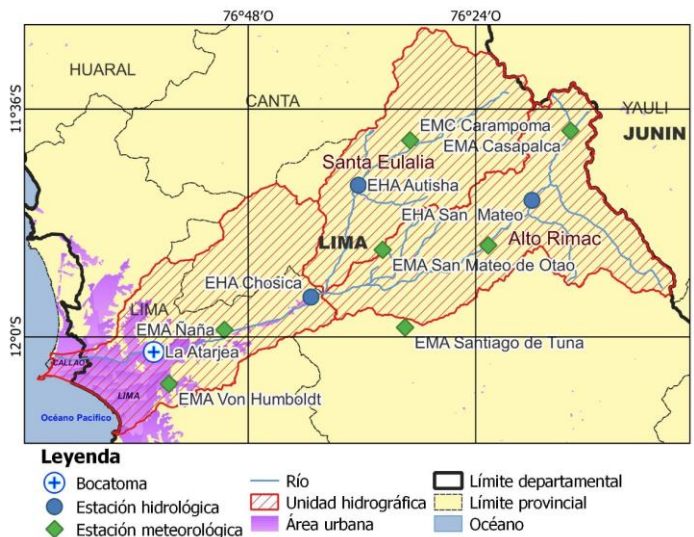 76°48'O
76°24'O
HUARAL
CANTA
11°36'S
YAULI
JUNIN
EMC Carampoma
EMA Casapalca
Santa Eulalia
EHA Autisha
EHA San Mateo
LIMA
Alto Rimac
EMA San Mateo de Otao
EHA Chosica
LIMA
EMA Ñaña
12°0'S
La Atarjea
EMA Santiago de Tuna
CALLAO
LIMA
EMA Von Humboldt
Océano Pacífico
Leyenda
Bocatoma
Río
Límite departamental
Estación hidrológica
Unidad hidrográfica
Límite provincial
Estación meteorológica
Área urbana
Océano